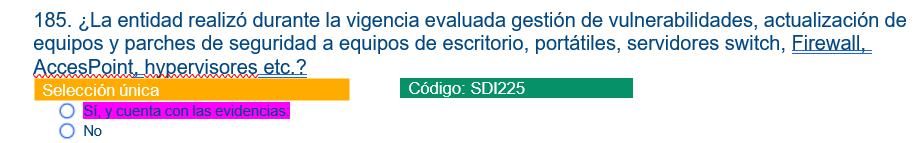 185. ¿La entidad realizó durante la vigencia evaluada gestión de vulnerabilidades, actualización de
equipos y parches de seguridad a equipos de escritorio, portátiles, servidores switch, Firewall,
AccesPoint, hypervisores etc.?
Selección única
Código: SDI225
Sí, y cuenta con las evidencias:
No